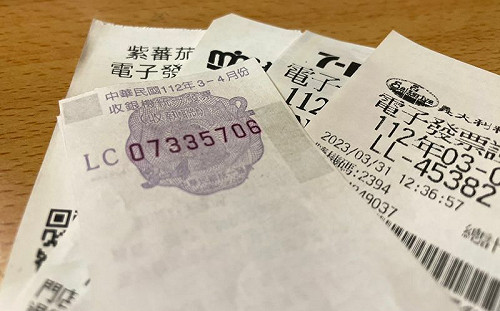 紫蕃茄
電子發
7-
電子
112
中華民國112年3-4月份
收銀機統一發票
收執聯
LC 07335706
義大利
電子發票證
112年03-0
LL-45382
2023/03/31 12:36:57
:2394
49037
總計
門店